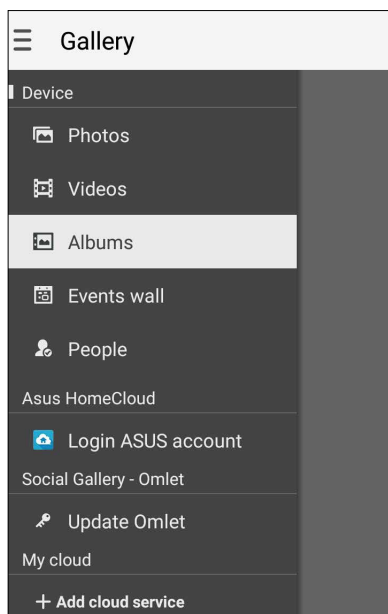 Gallery
Device
Photos
Videos
Albums
Events wall
People
Asus HomeCloud
Login ASUS account
Social Gallery - Omlet
Update Omlet
My cloud
+ Add cloud service